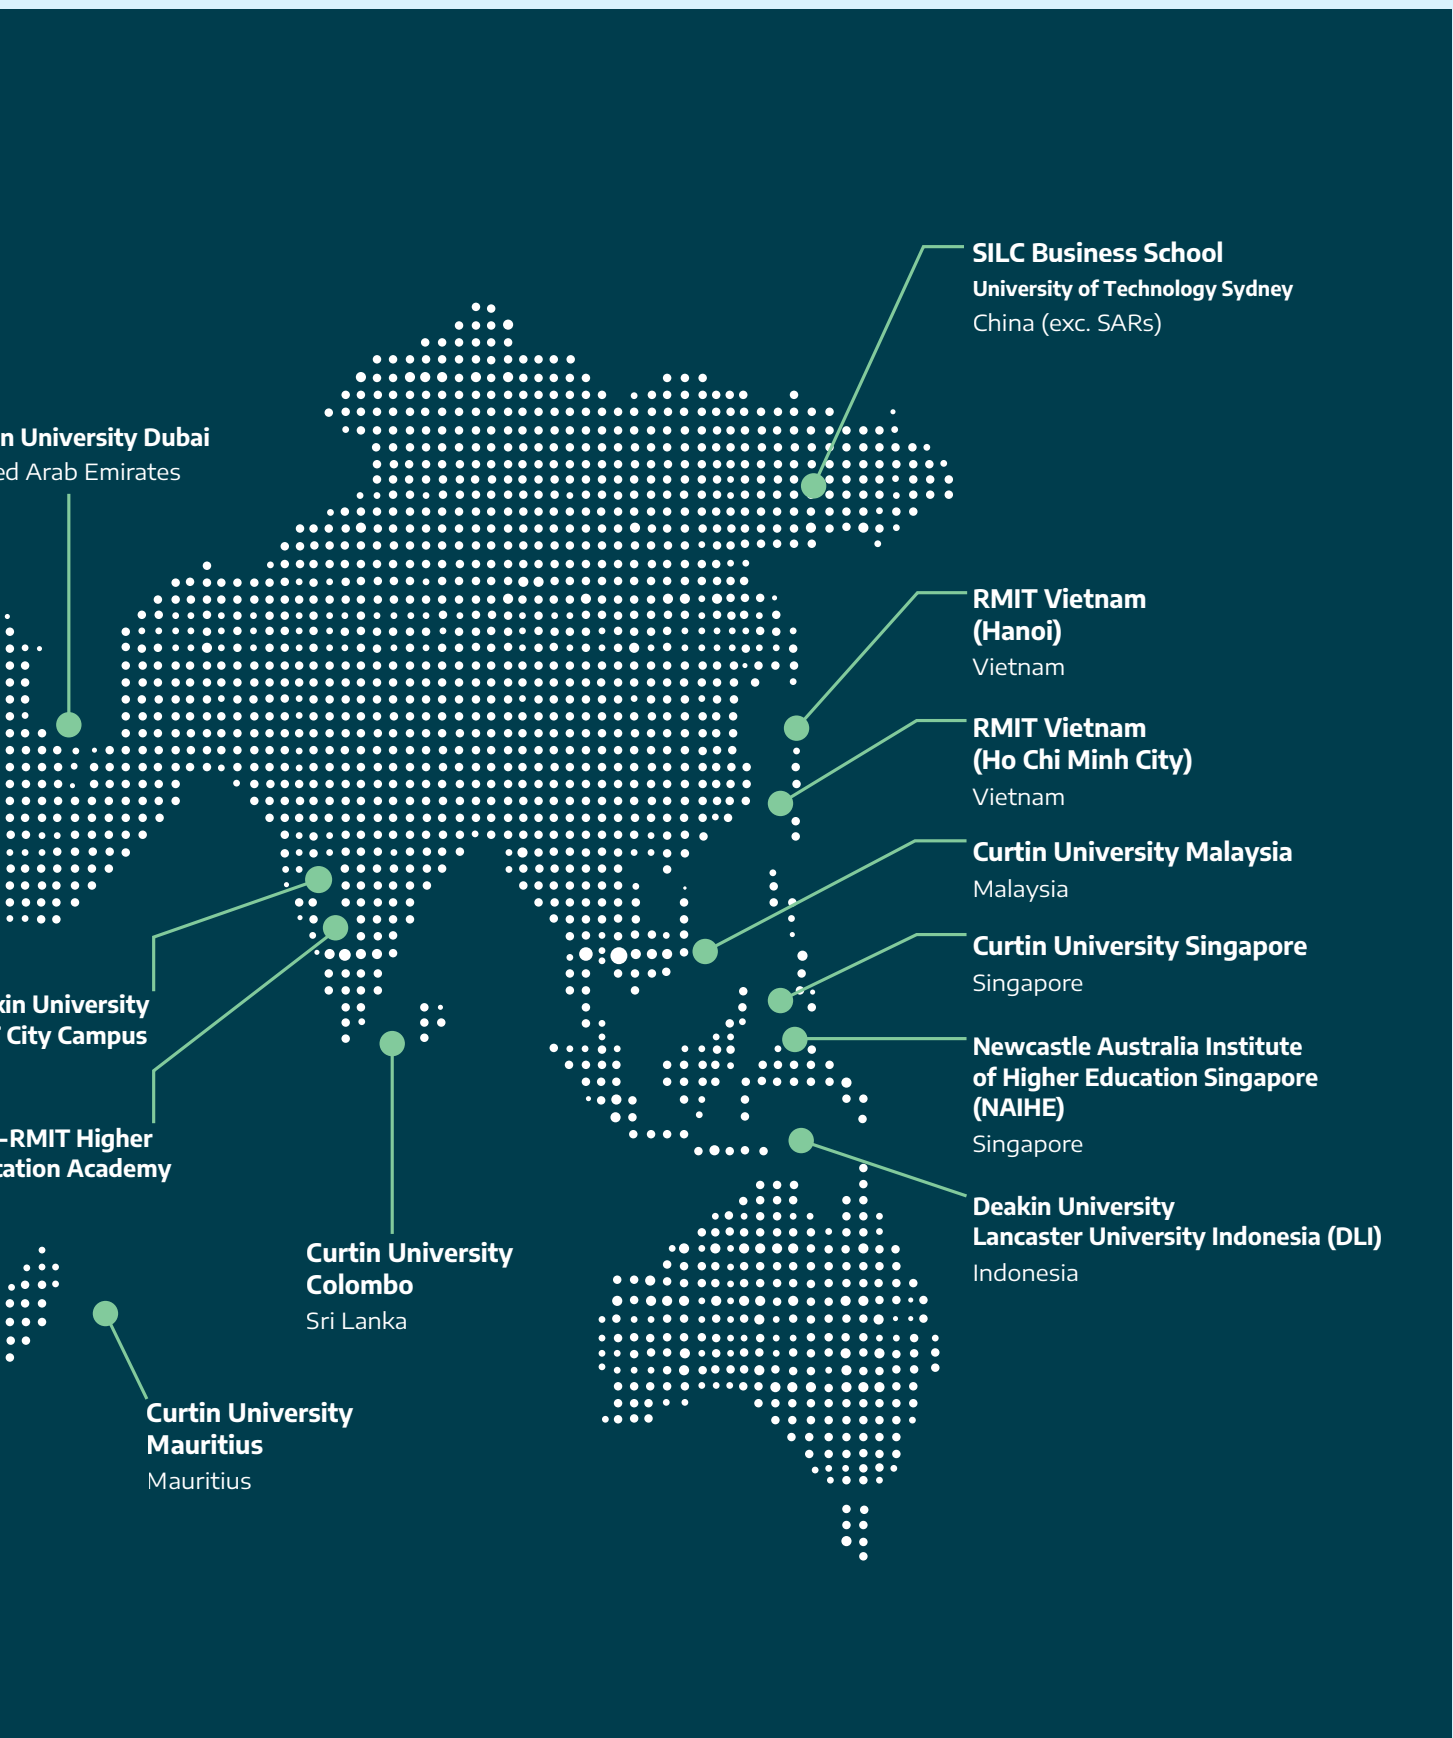 SILC Business School
University of Technology Sydney
China (exc. SARs)
University Dubai
Arab Emirates
RMIT Vietnam
(Hanoi)
Vietnam
RMIT Vietnam
(Ho Chi Minh City)
Vietnam
Curtin University Malaysia
Malaysia
Curtin University Singapore
Singapore
University
City Campus
Newcastle Australia Institute
of Higher Education Singapore
(NAIHE)
Singapore
-RMIT Higher
Academy
Deakin University
Lancaster University Indonesia (DLI)
Indonesia
Curtin University
Colombo
Sri Lanka
Curtin University
Mauritius
Mauritius